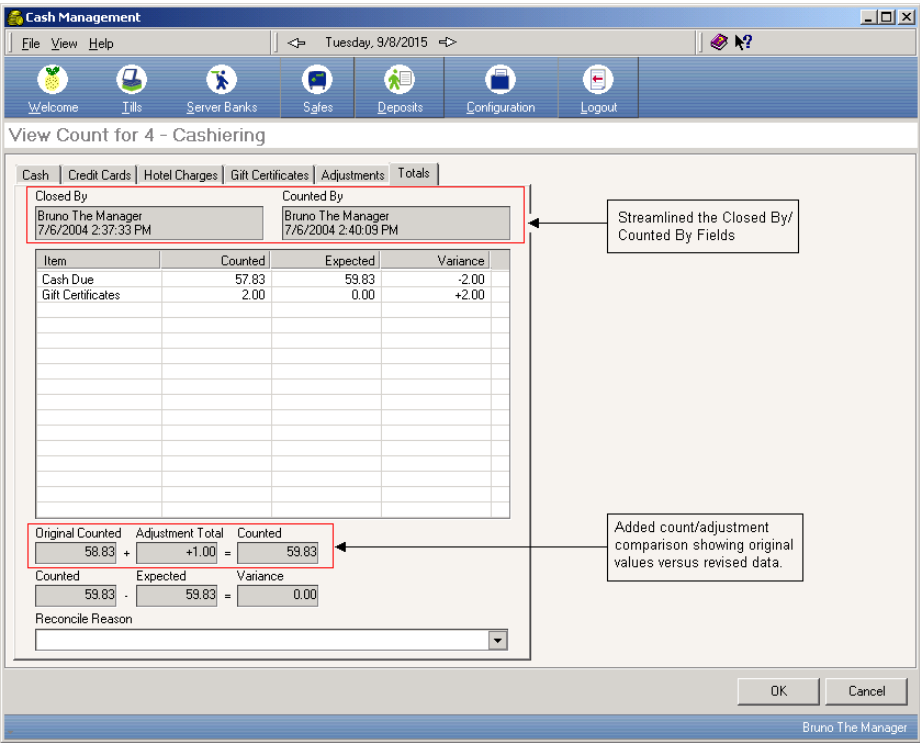 Cash Management
File View Help
Tuesday, 9/8/2015
Welcome Tills Server Banks Safes Deposits Configuration Logout
View Count for 4 - Cashiering
Cash Credit Cards Hotel Charges Gift Certificates Adjustments Totals
Closed By Counted By
Bruno The Manager Bruno The Manager
7/6/2004 2:37:33 PM 7/6/2004 2:40:09 PM
Streamlined the Closed By/
Counted By Fields
Item Counted Expected Variance
Cash Due 57.83 59.83 -2.00
Gift Certificates 2.00 0.00 +2.00
Original Counted Adjustment Total Counted
58.83 + +1.00 = 59.83
Added count/adjustment
comparison showing original
values versus revised data.
Counted Expected Variance
59.83 - 59.83 = 0.00
Reconcile Reason
OK Cancel
Bruno The Manager